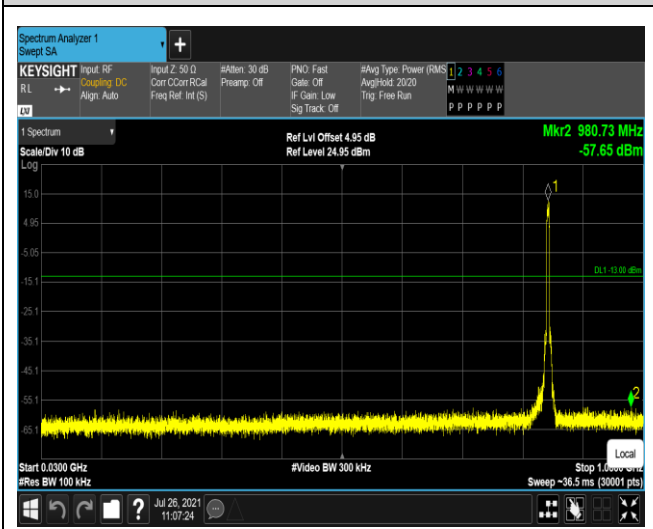 Spectrum Analyzer 1
Swept SA
+
KEYSIGHT
RL
LXI
Input: RF
Coupling: DC
Align: Auto
Input Z: 50 Ω
Corr CCorr RCal
Freq Ref: Int (S)
#Atten: 30 dB
Preamp: Off
PNO: Fast
Gate: Off
IF Gain: Low
Sig Track: Off
#Avg Type: Power (RMS
Avg|Hold: 20/20
Trig: Free Run
1 2 3 4 5 6
M W W W W W
P P P P P P
1 Spectrum
Scale/Div 10 dB
Log
Ref Lvl Offset 4.95 dB
Ref Level 24.95 dBm
Mkr2 980.73 MHz
-57.65 dBm
15.0
4.95
-5.05
-15.1
-25.1
-35.1
-45.1
-55.1
-65.1
1
DL1 -13.00 dBm
2
Local
Start 0.0300 GHz
#Res BW 100 kHz
#Video BW 300 kHz
Stop 1.0000 GHz
Sweep ~36.5 ms (30001 pts)
?
Jul 26, 2021
11:07:24